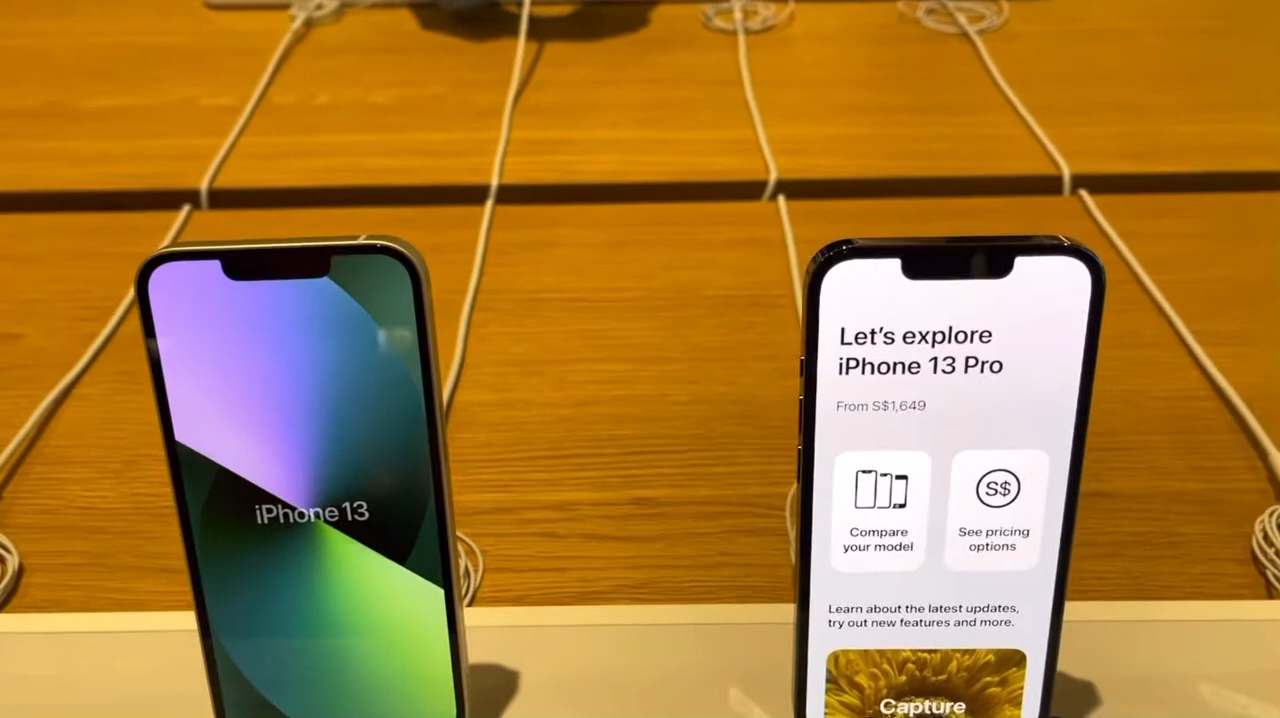 iPhone 13
Let's explore
iPhone 13 Pro
From S$1,649
S$
Compare
your model
See pricing
options
Learn about the latest updates,
try out new features and more.
Capture